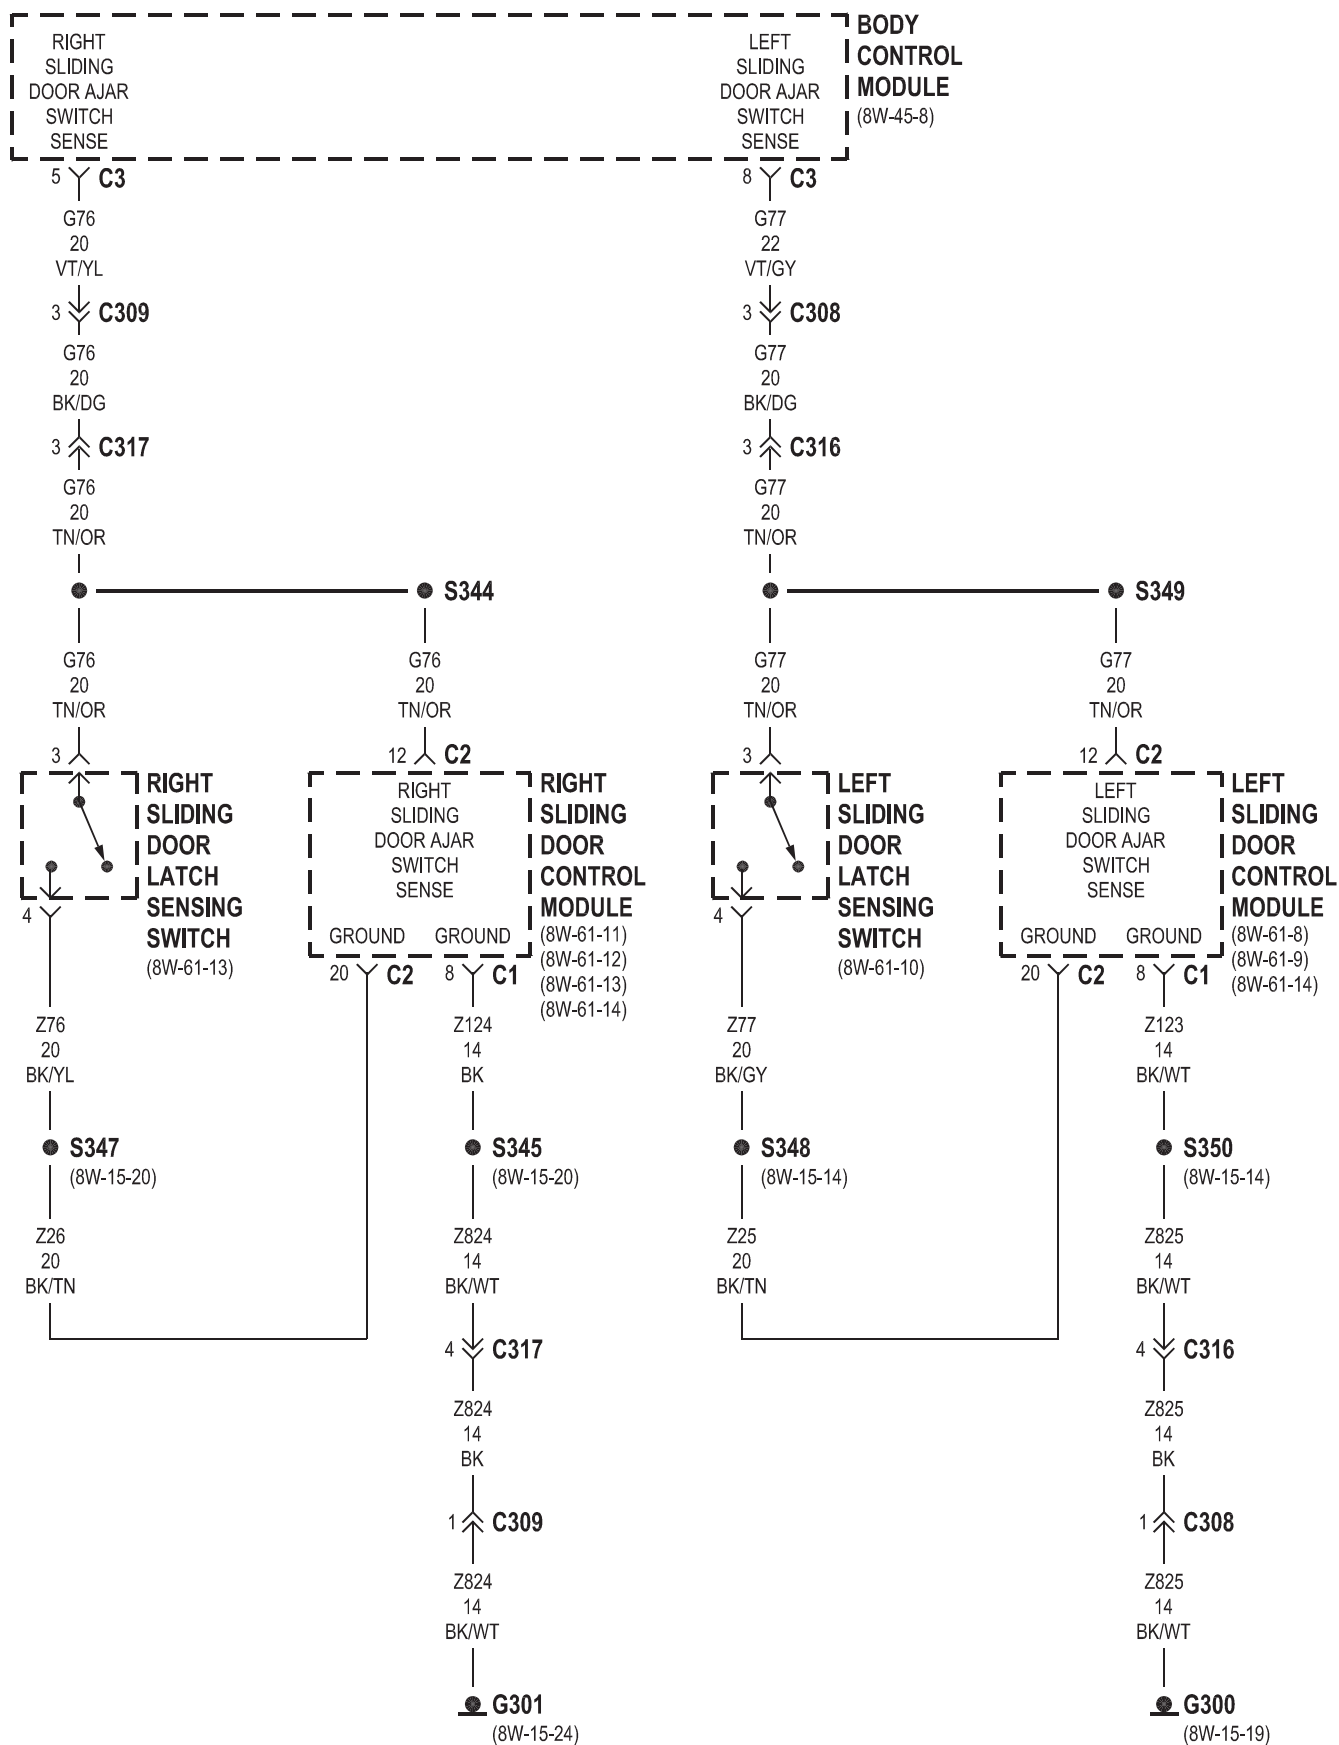 RIGHT
SLIDING
DOOR AJAR
SWITCH
SENSE
LEFT
SLIDING
DOOR AJAR
SWITCH
SENSE
BODY
CONTROL
MODULE
(8W-45-8)
5 C3
G76
20
VT/YL
3 C309
G76
20
BK/DG
3 C317
G76
20
TN/OR
S344
G76
20
TN/OR
3
RIGHT
SLIDING
DOOR
LATCH
SENSING
SWITCH
(8W-61-13)
4
Z76
20
BK/YL
S347
(8W-15-20)
Z26
20
BK/TN
G76
20
TN/OR
12 C2
RIGHT
SLIDING
DOOR AJAR
SWITCH
SENSE
GROUND GROUND
RIGHT
SLIDING
DOOR
CONTROL
MODULE
(8W-61-11)
(8W-61-12)
(8W-61-13)
(8W-61-14)
20 C2 8 C1
Z124
14
BK
S345
(8W-15-20)
Z824
14
BK/WT
4 C317
Z824
14
BK
1 C309
Z824
14
BK/WT
G301
(8W-15-24)
8 C3
G77
22
VT/GY
3 C308
G77
20
BK/DG
3 C316
G77
20
TN/OR
S349
G77
20
TN/OR
3
LEFT
SLIDING
DOOR
LATCH
SENSING
SWITCH
(8W-61-10)
4
Z77
20
BK/GY
S348
(8W-15-14)
Z25
20
BK/TN
G77
20
TN/OR
12 C2
LEFT
SLIDING
DOOR AJAR
SWITCH
SENSE
GROUND GROUND
LEFT
SLIDING
DOOR
CONTROL
MODULE
(8W-61-8)
(8W-61-9)
(8W-61-14)
20 C2 8 C1
Z123
14
BK/WT
S350
(8W-15-14)
Z825
14
BK/WT
4 C316
Z825
14
BK
1 C308
Z825
14
BK/WT
G300
(8W-15-19)